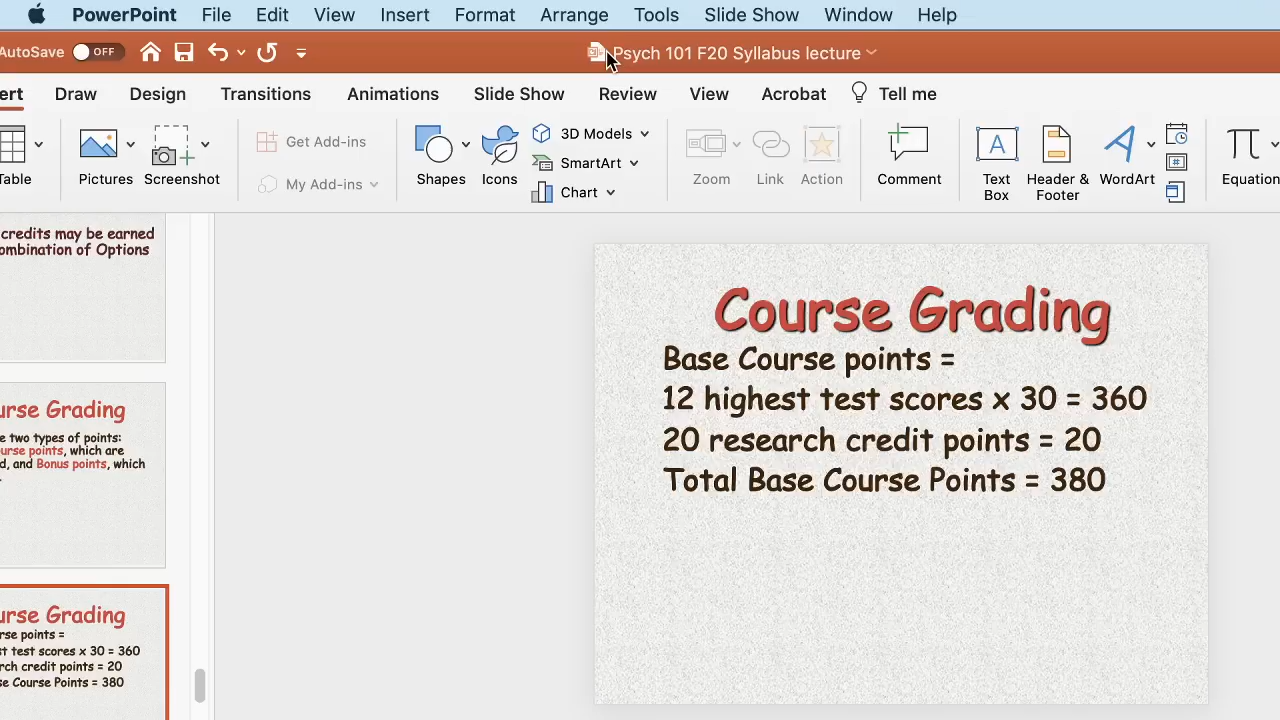 PowerPoint File Edit View Insert Format Arrange Tools Slide Show Window Help
AutoSave OFF Psych 101 F20 Syllabus lecture
ert Draw Design Transitions Animations Slide Show Review View Acrobat Tell me
Table Pictures Screenshot Get Add-ins My Add-ins Shapes Icons 3D Models SmartArt Chart Zoom Link Action Comment Text Box Header & Footer WordArt Equation
credits may be earned
ombination of Options
urse Grading
e two types of points:
urse points, which are
d, and Bonus points, which
urse Grading
rse points =
st test scores x 30 = 360
rch credit points = 20
se Course Points = 380
Course Grading
Base Course points =
12 highest test scores x 30 = 360
20 research credit points = 20
Total Base Course Points = 380